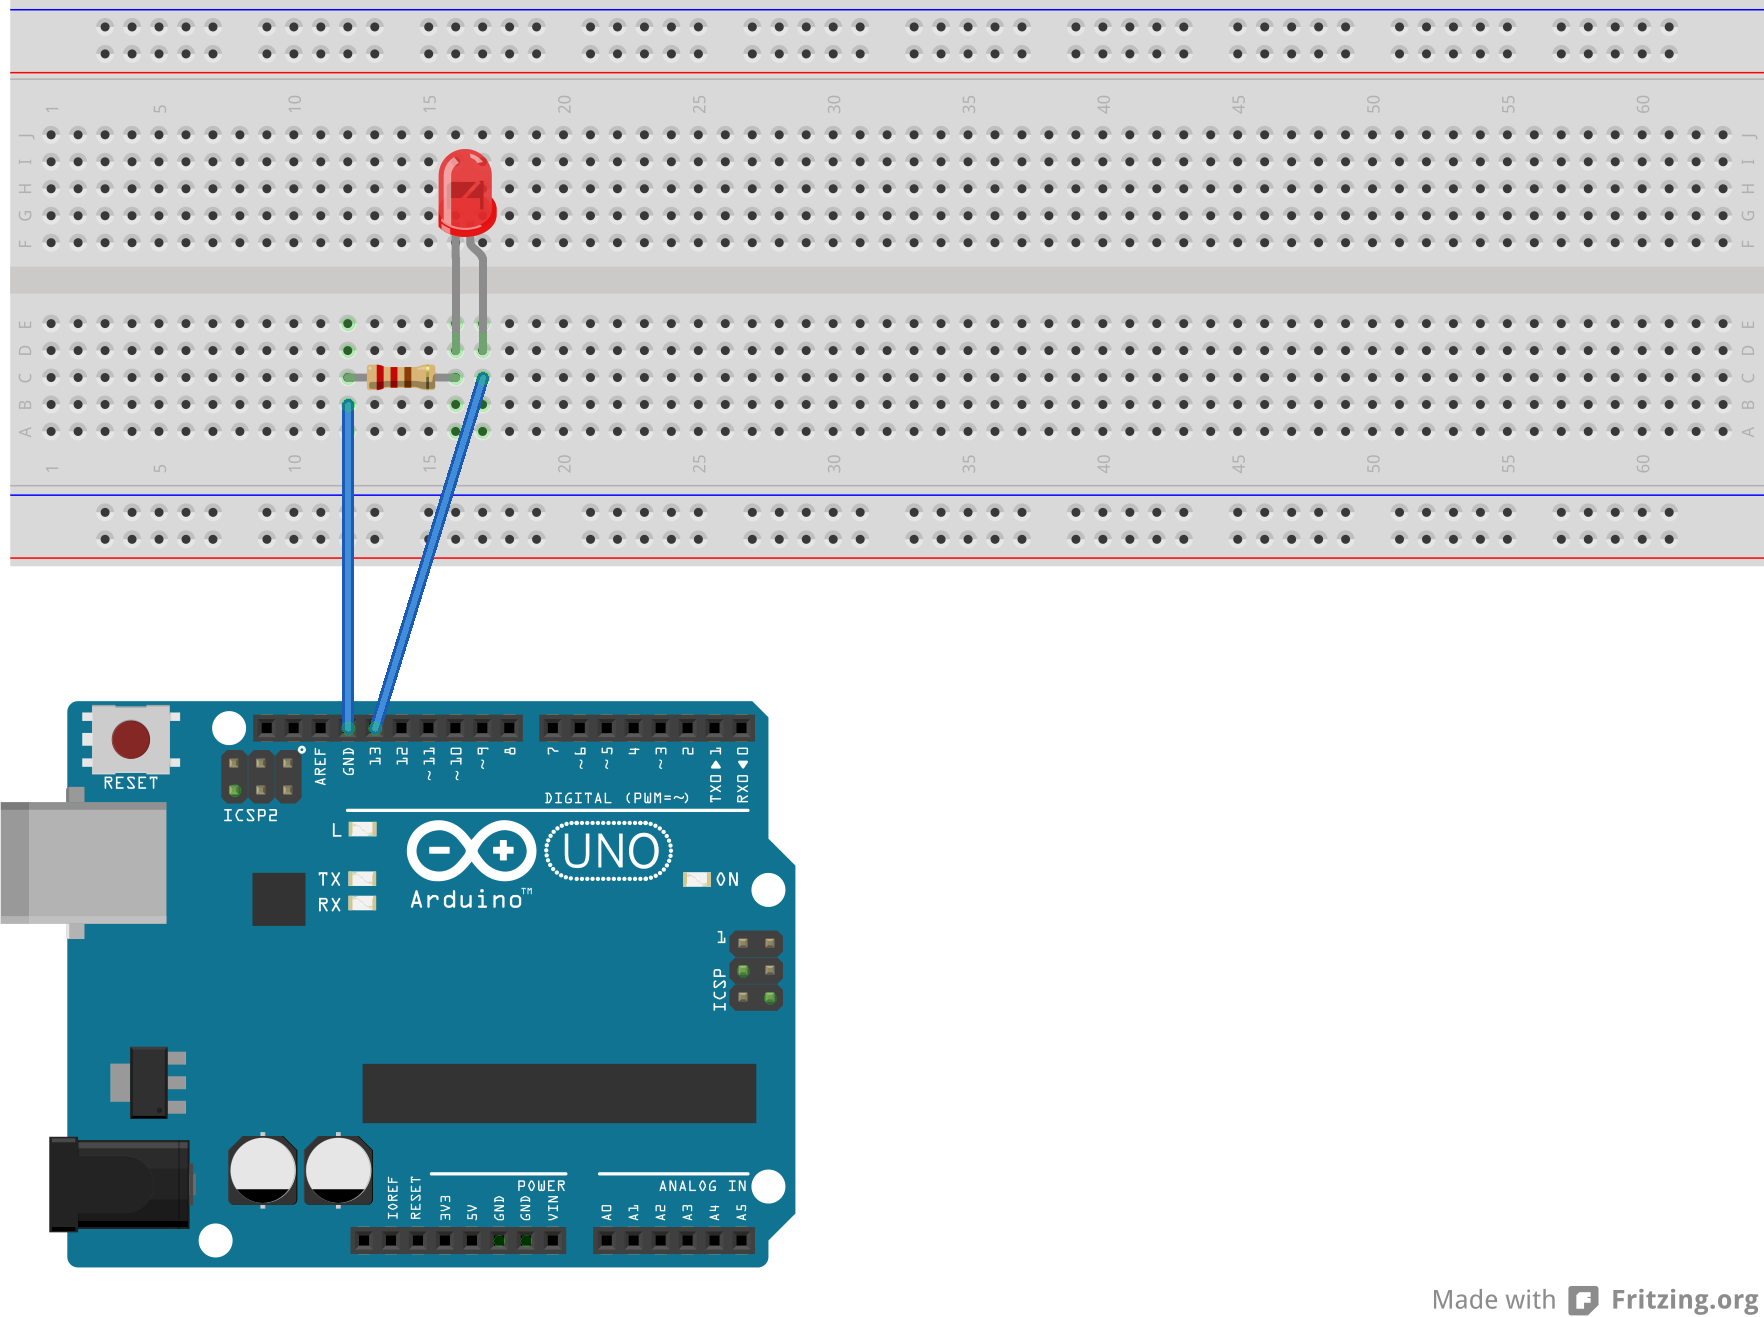 1 5 10 15 20 25 30 35 40 45 50 55 60
J J
I I
H H
G G
F F
E E
D D
C C
B B
A A
1 5 10 15 20 25 30 35 40 45 50 55 60
RESET
ICSP2
AREF GND 13 12 ~11 ~10 ~9 8 7 ~6 ~5 4 ~3 2 TX0▶1 RX0◀0
DIGITAL (PWM=~)
L
TX
RX
UNO
Arduino™
ON
1
ICSP
IOREF RESET 3V3 5V GND GND VIN A0 A1 A2 A3 A4 A5
POWER ANALOG IN
Made with Fritzing.org